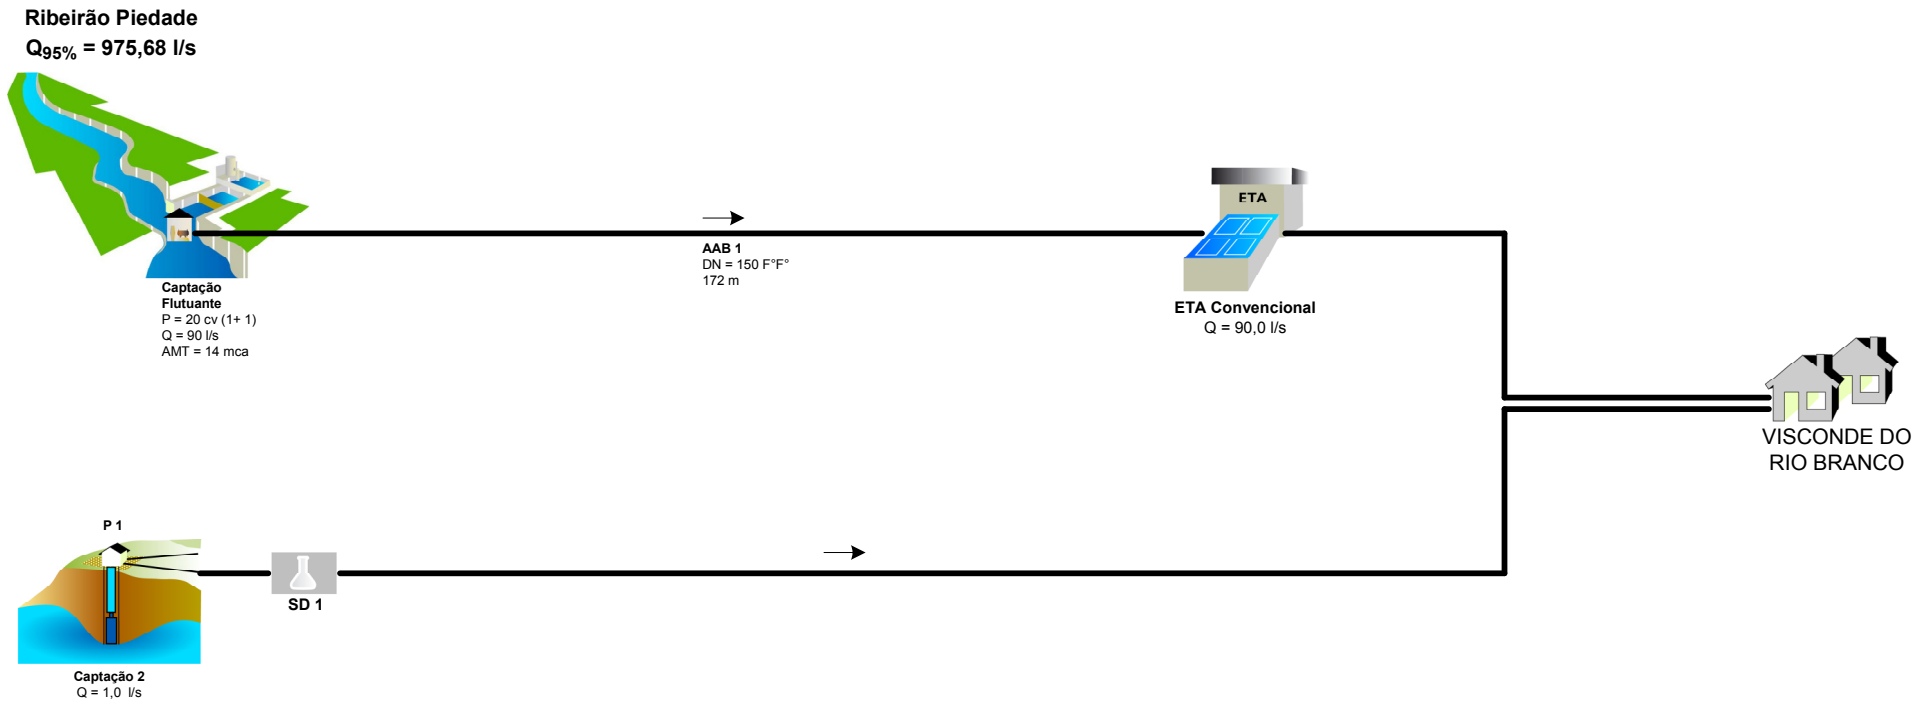 Ribeirão Piedade
Q95% = 975,68 l/s
Captação
Flutuante
P = 20 cv (1+ 1)
Q = 90 l/s
AMT = 14 mca
AAB 1
DN = 150 F°F°
172 m
ETA
ETA Convencional
Q = 90,0 l/s
VISCONDE DO
RIO BRANCO
P 1
SD 1
Captação 2
Q = 1,0 l/s